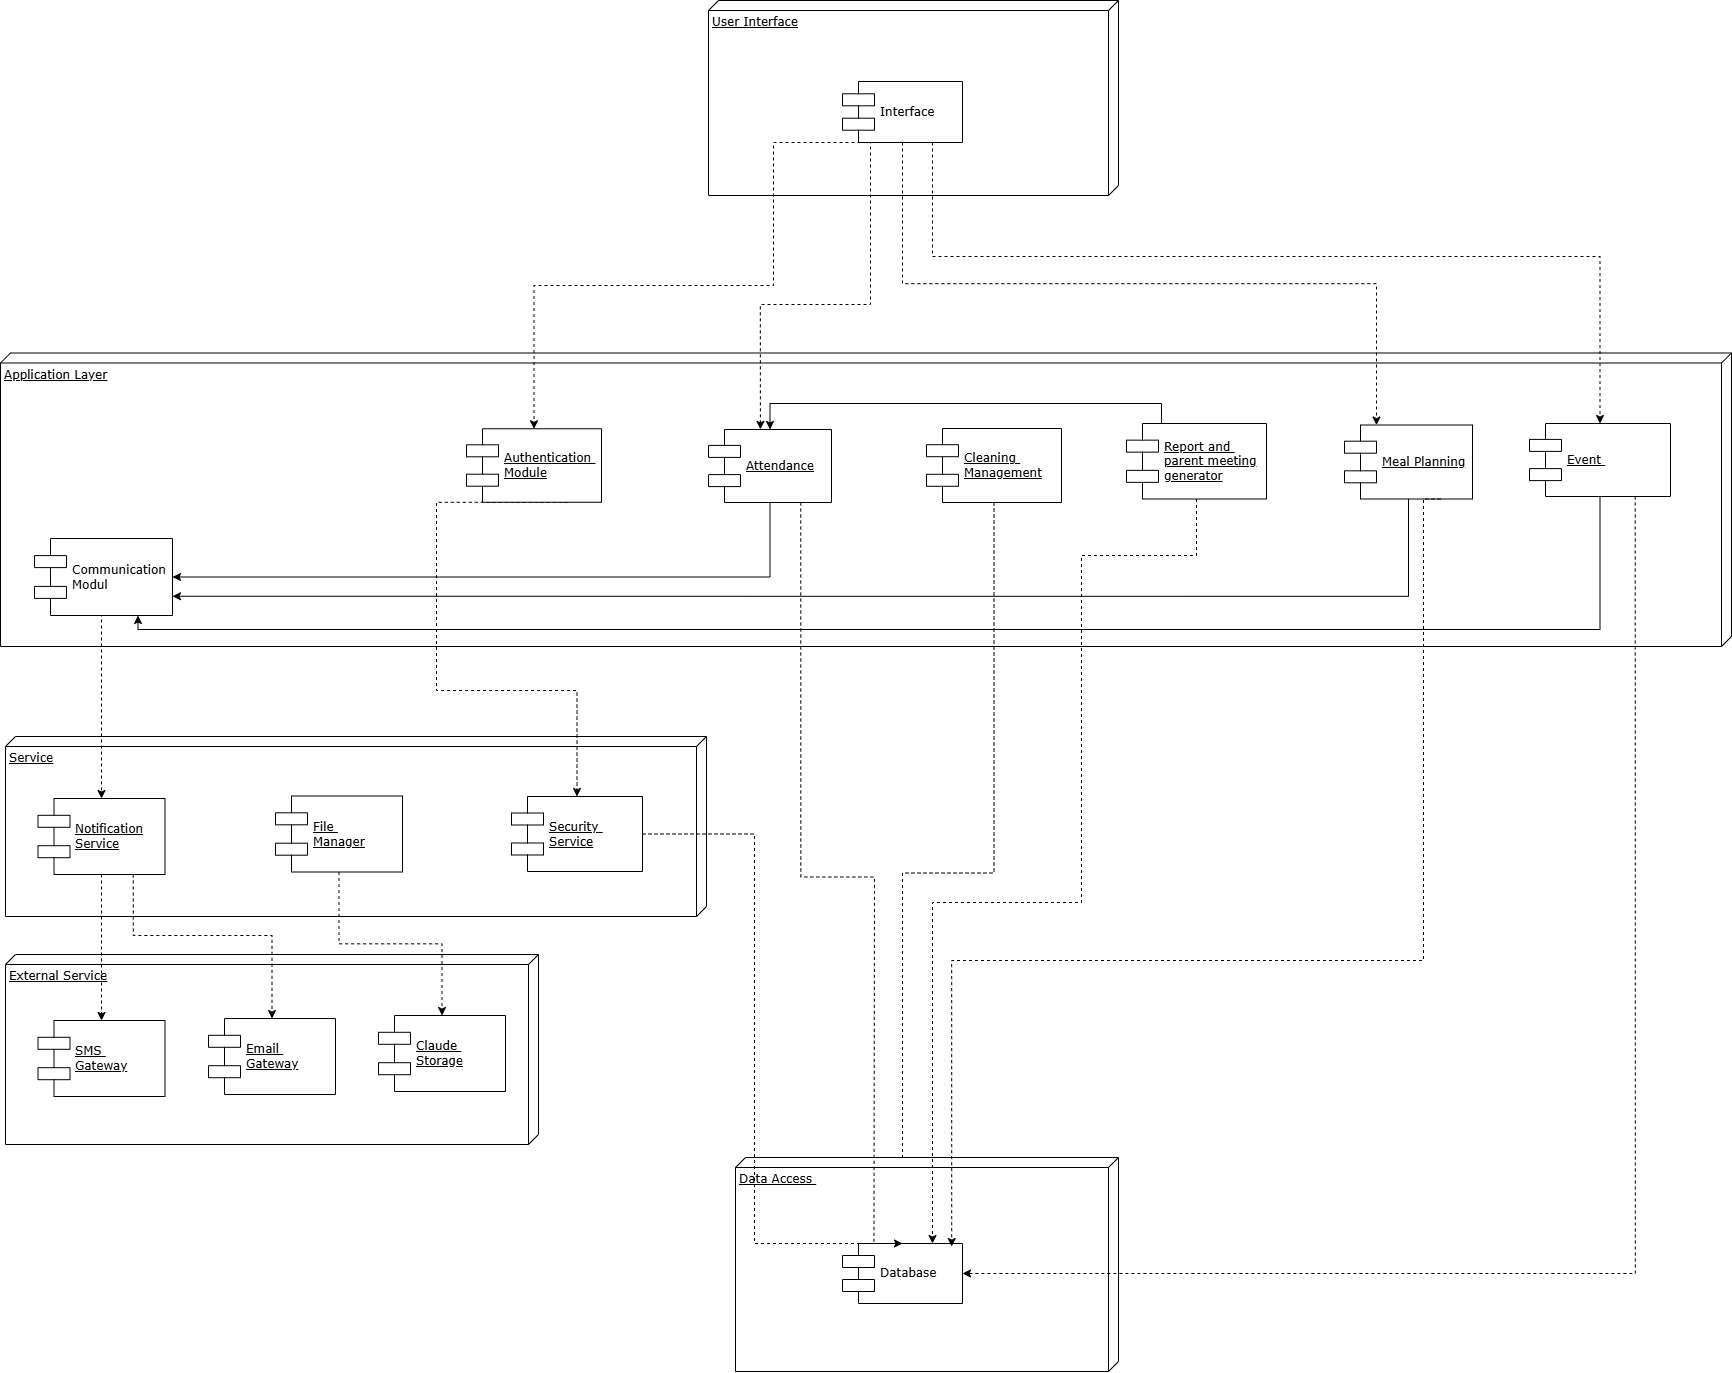 User Interface
Interface
Application Layer
Authentication
Module
Attendance
Cleaning
Management
Report and
parent meeting
generator
Meal Planning
Event
Communication
Modul
Service
Notification
Service
File
Manager
Security
Service
External Service
SMS
Gateway
Email
Gateway
Claude
Storage
Data Access
Database